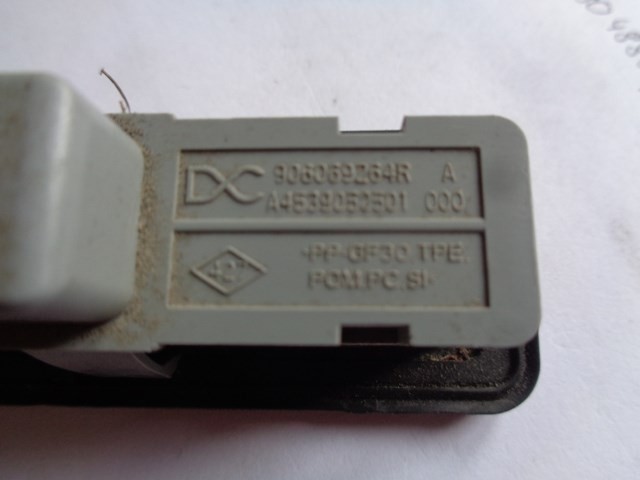 DC 906069264R A
A4539050501 000
427 >PP-GF30.TPE.
POM.PC.SI<